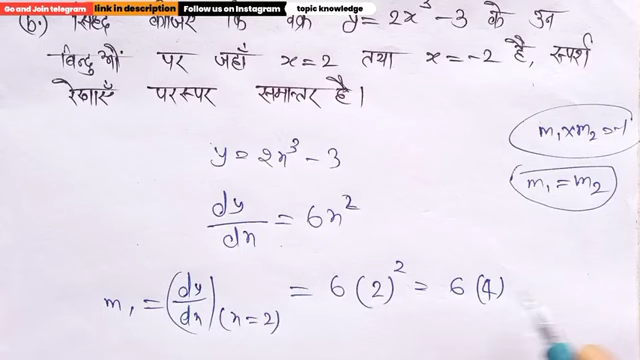 Go and Join telegram link in description Follow us on Instagram topic knowledge
(b.) सिद्ध कीजिए कि वक्र y = 2x³ - 3 के उन
बिन्दुओं पर जहाँ x = 2 तथा x = -2 है, स्पर्श
रेखाएँ परस्पर समान्तर है।
m₁ × m₂ = -1
y = 2x³ - 3
m₁ = m₂
dy/dx = 6x²
m₁ = (dy/dx)(x = 2) = 6(2)² = 6(4)